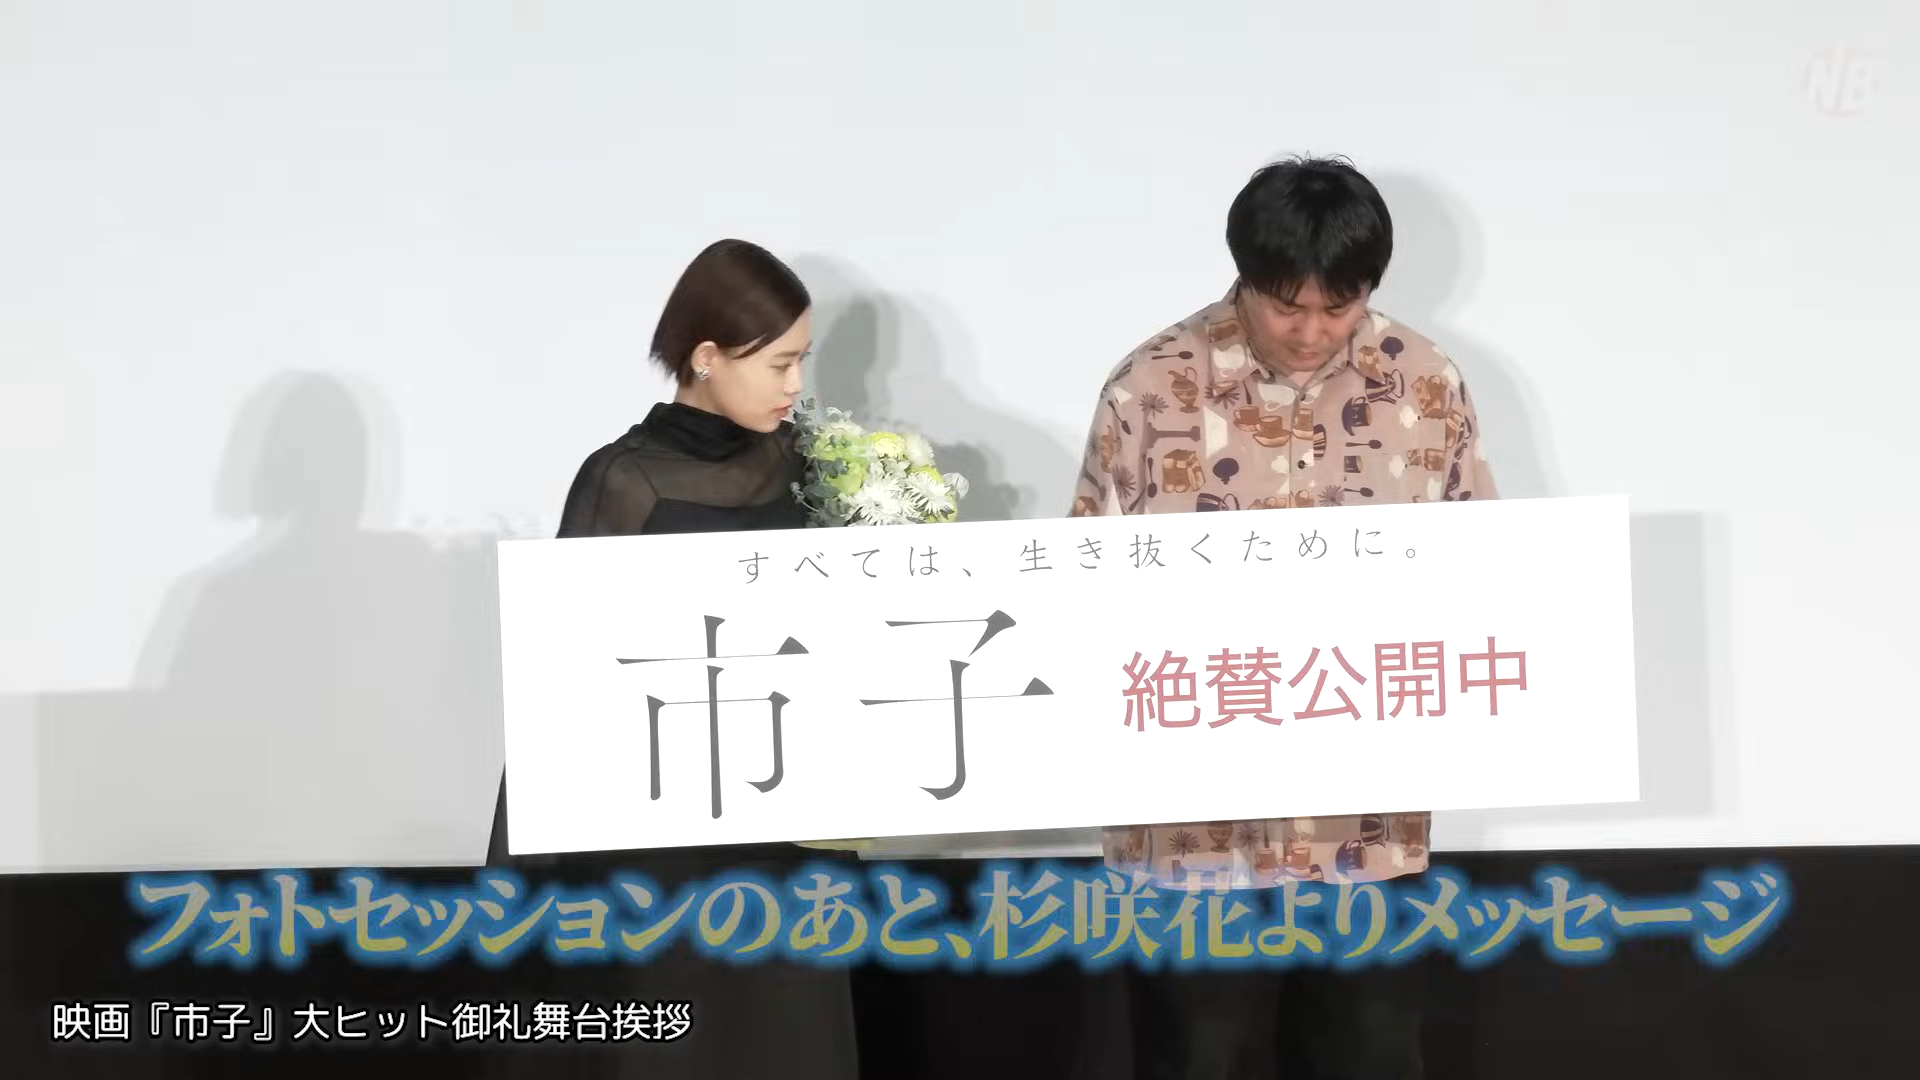 NB
すべては、生き抜くために。
市子 絶賛公開中
フォトセッションのあと、杉咲花よりメッセージ
映画『市子』大ヒット御礼舞台挨拶